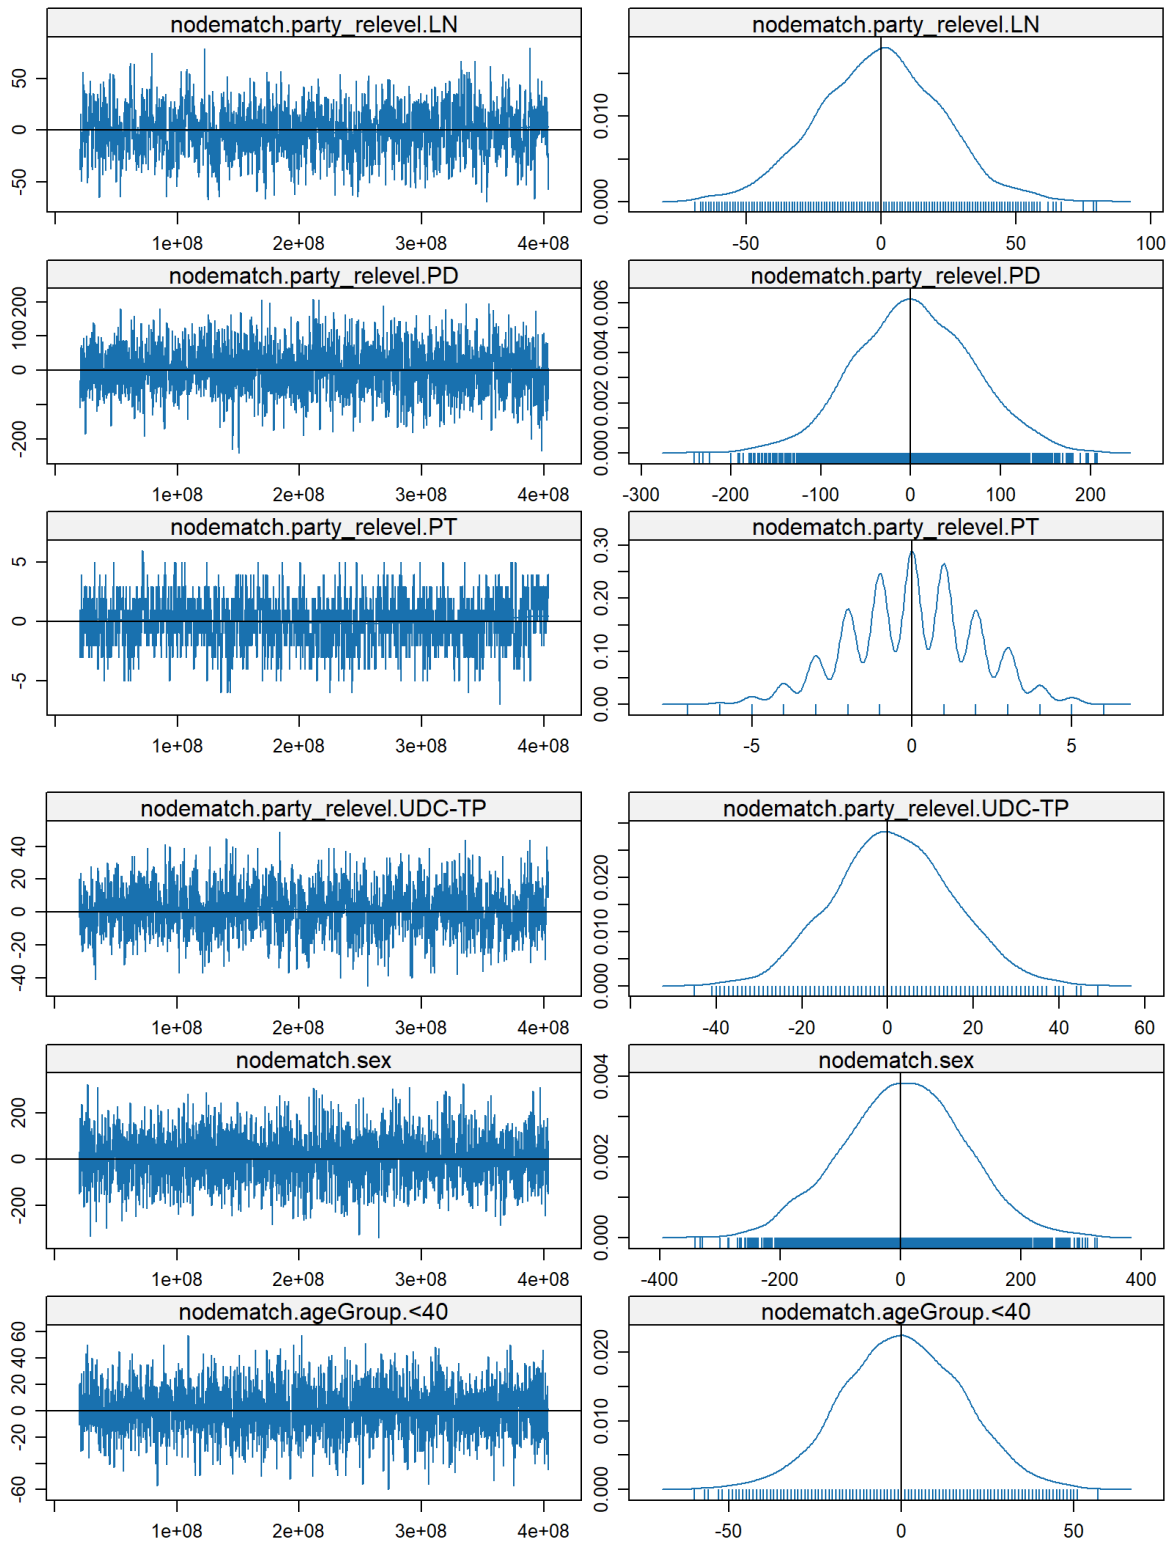 nodematch.party_relevel.LN
nodematch.party_relevel.LN
50
0
-50
1e+08 2e+08 3e+08 4e+08
0.010
0.000
-50 0 50 100
nodematch.party_relevel.PD
nodematch.party_relevel.PD
200
100
0
-200
1e+08 2e+08 3e+08 4e+08
0.006
0.004
0.002
0.000
-300 -100 0 100 200
nodematch.party_relevel.PT
nodematch.party_relevel.PT
5
0
-5
1e+08 2e+08 3e+08 4e+08
0.30
0.20
0.10
0.00
-5 0 5
nodematch.party_relevel.UDC-TP
nodematch.party_relevel.UDC-TP
40
20
0
-20
-40
1e+08 2e+08 3e+08 4e+08
0.020
0.010
0.000
-40 -20 0 20 40 60
nodematch.sex
nodematch.sex
200
0
-200
1e+08 2e+08 3e+08 4e+08
0.004
0.002
0.000
-400 -200 0 200 400
nodematch.ageGroup.<40
nodematch.ageGroup.<40
60
40
20
0
-20
-60
1e+08 2e+08 3e+08 4e+08
0.020
0.010
0.000
-50 0 50